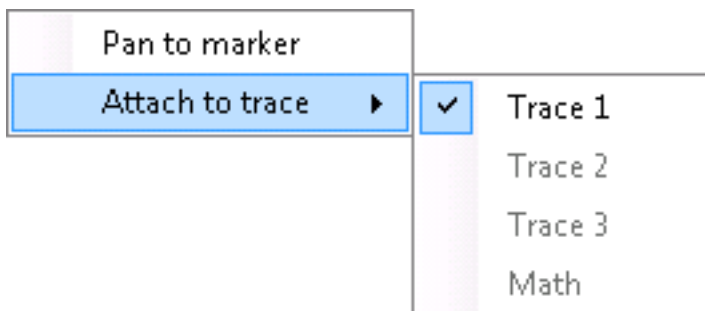 Pan to marker
Attach to trace
Trace 1
Trace 2
Trace 3
Math